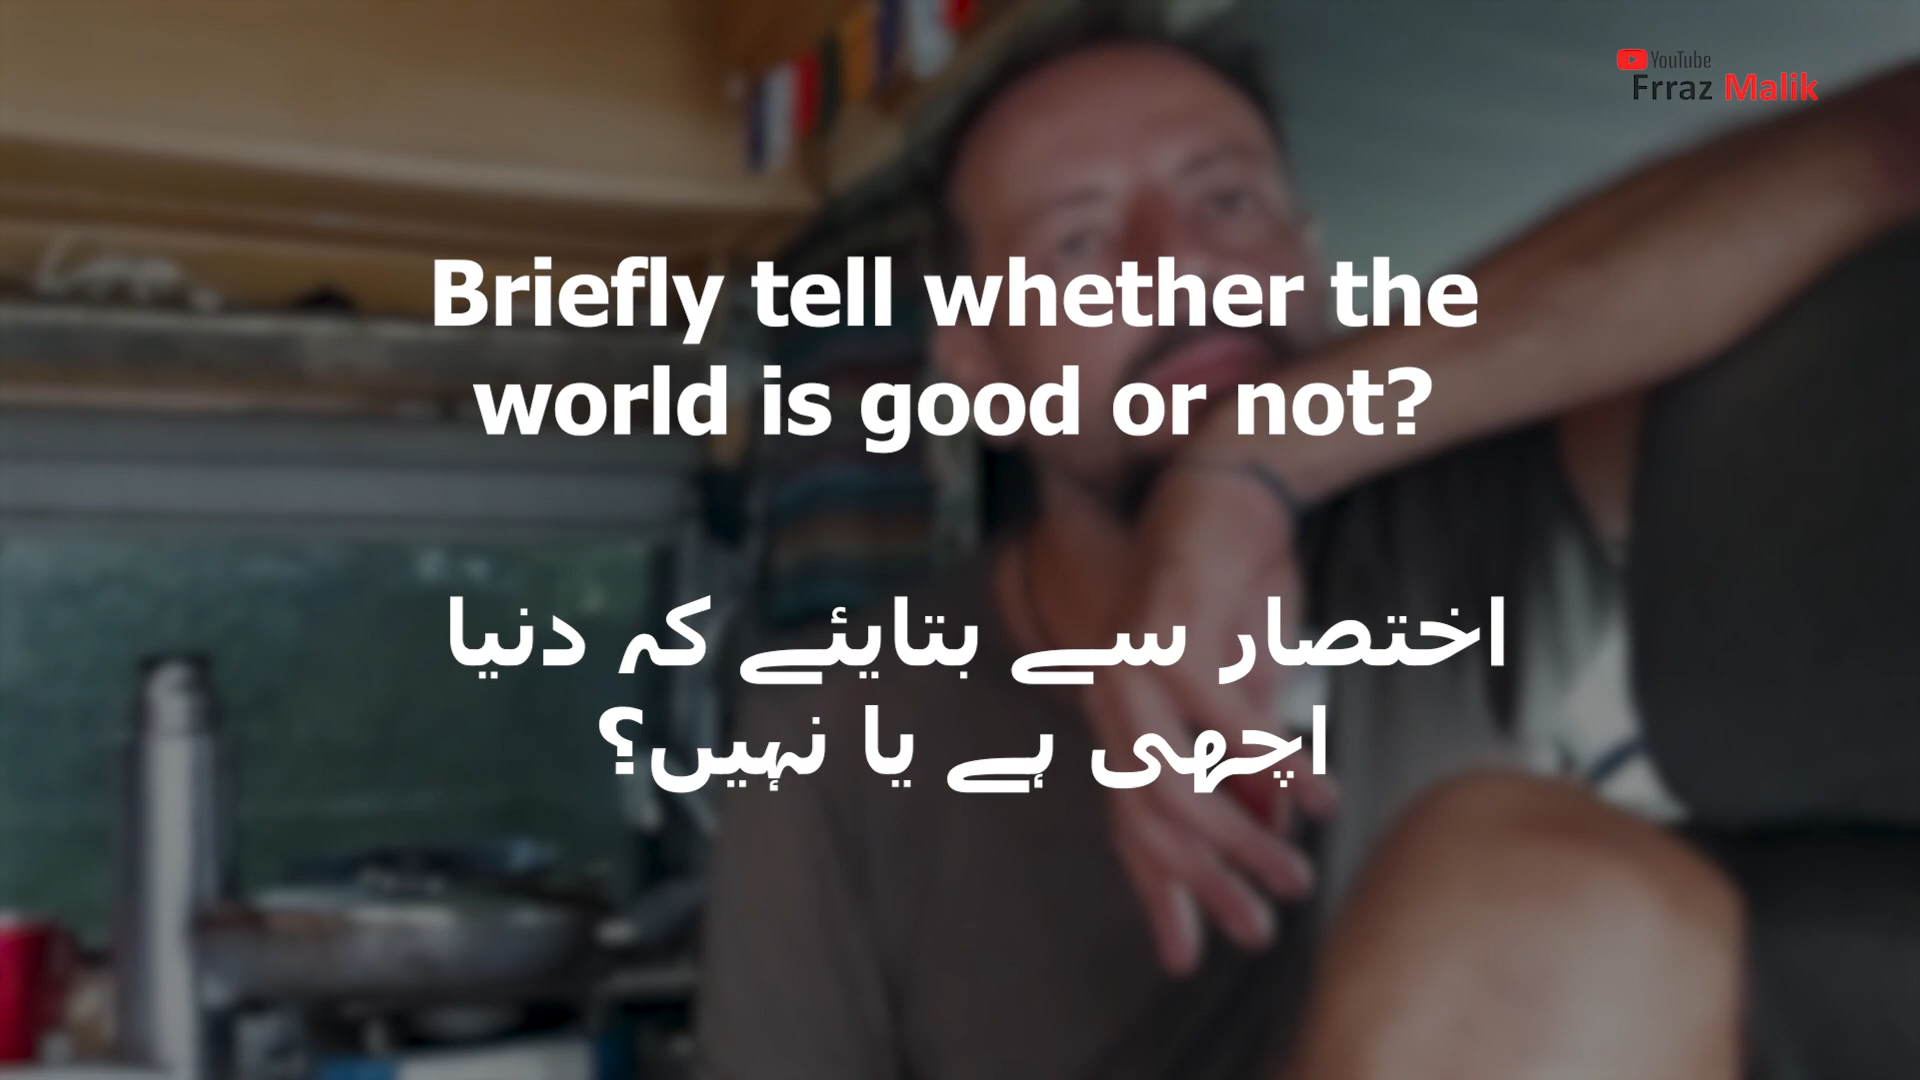 YouTube
Frraz Malik
Briefly tell whether the
world is good or not?
اختصار سے بتایئے کہ دنیا
اچھی ہے یا نہیں؟